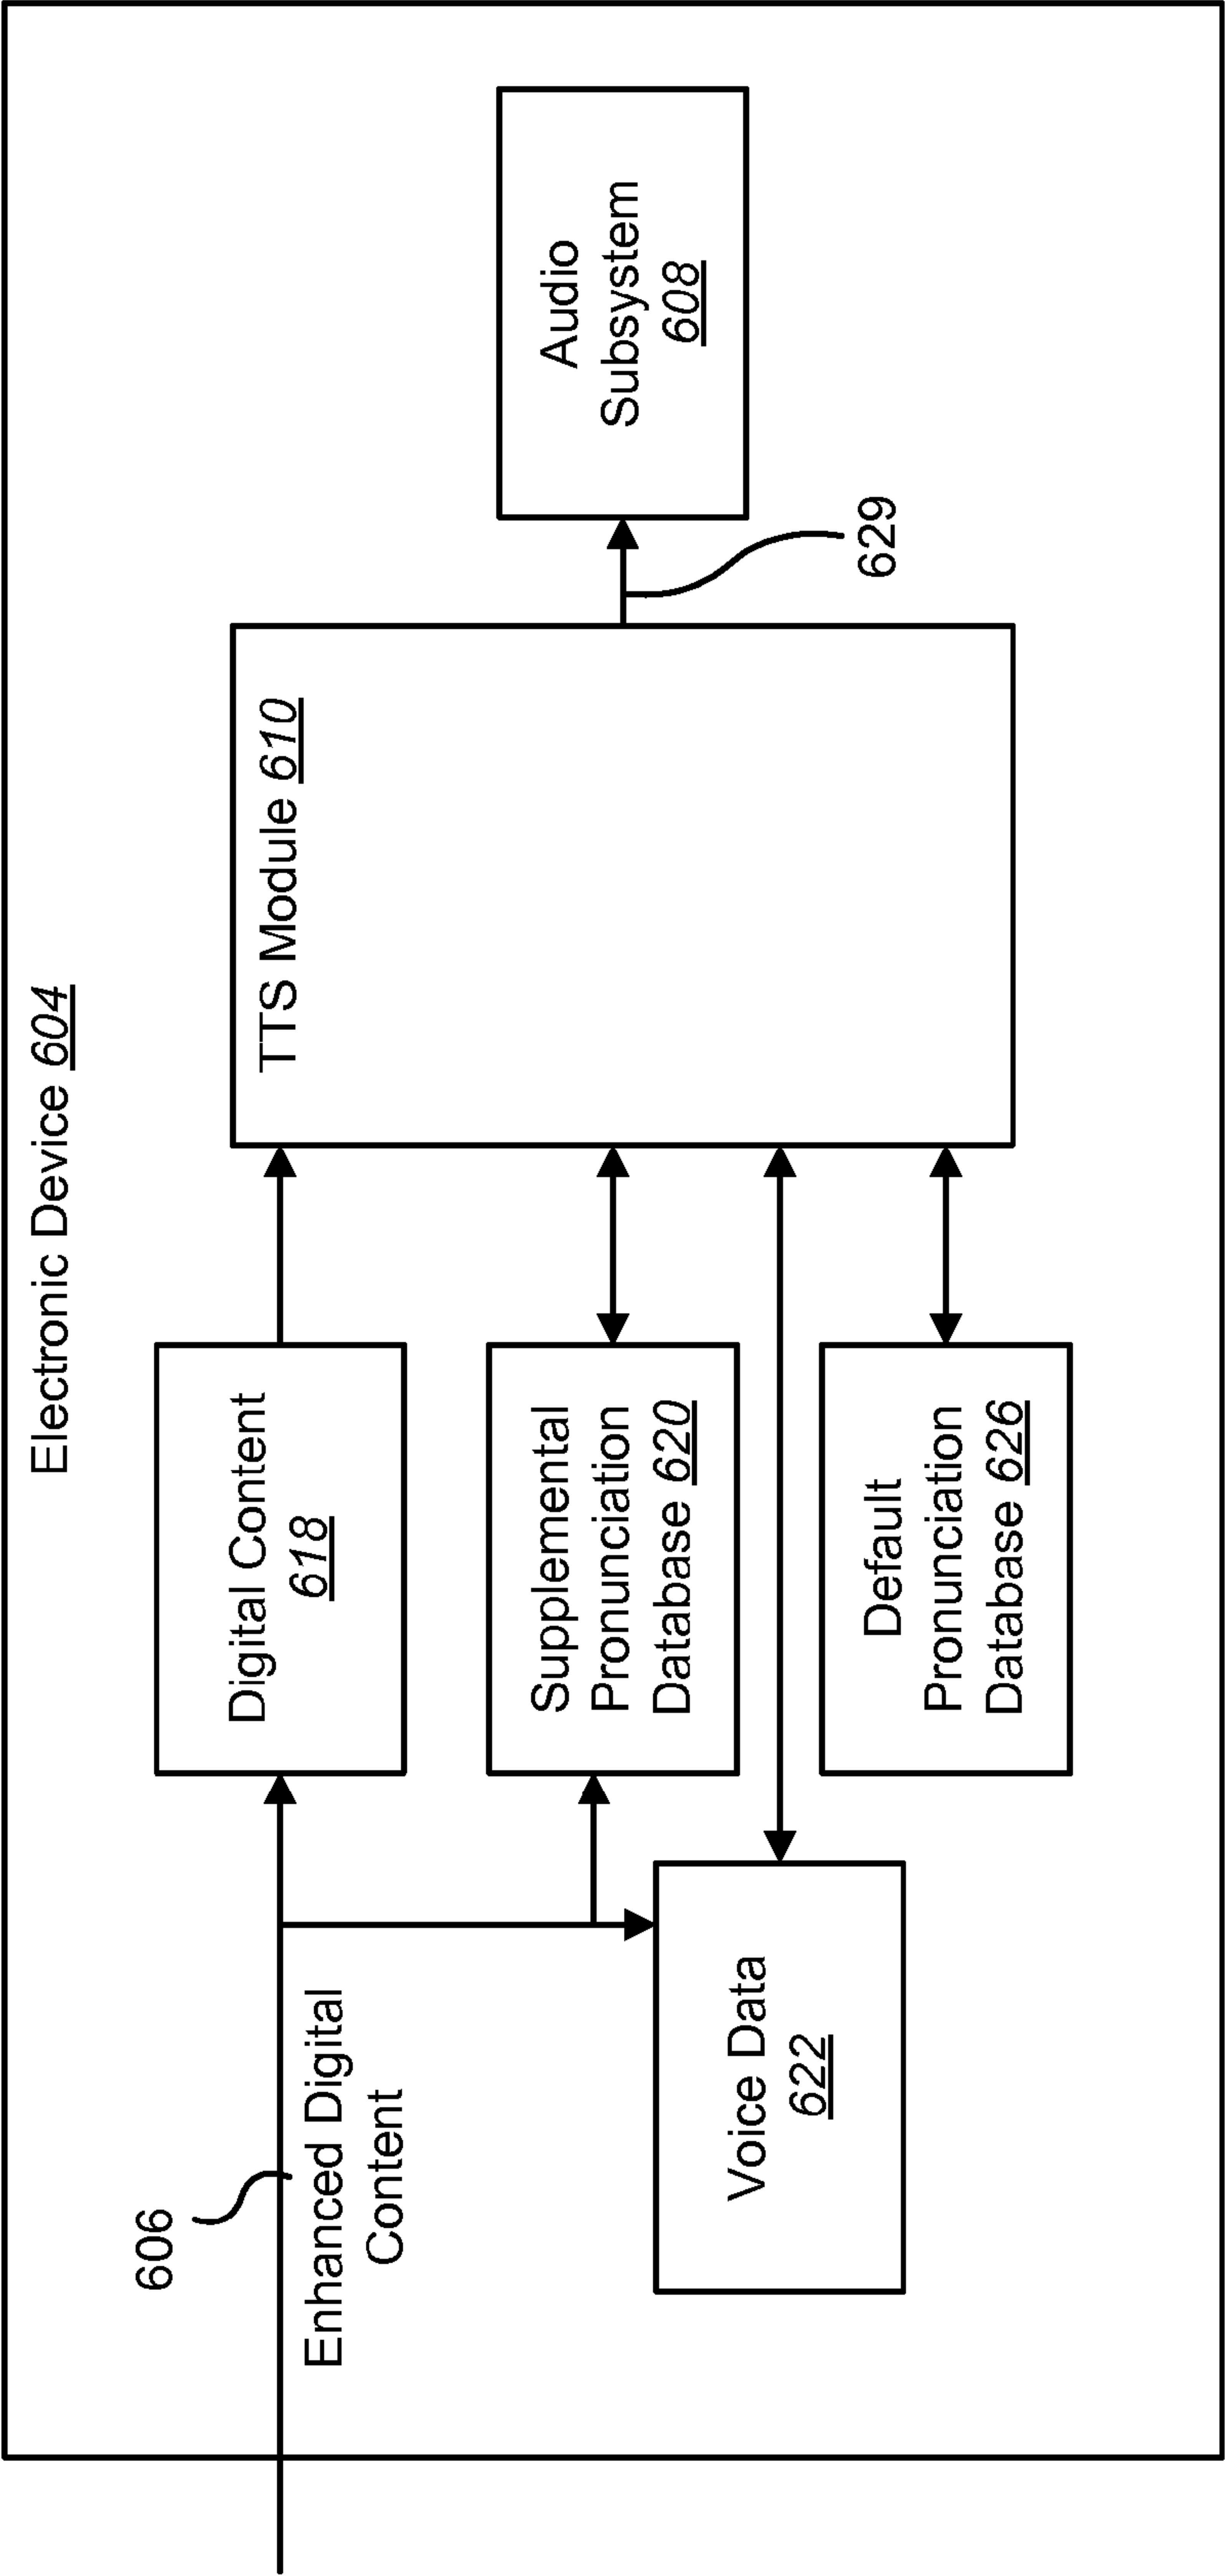 Electronic Device 604
606
Enhanced Digital
Content
Digital Content
618
Supplemental
Pronunciation
Database 620
Voice Data
622
Default
Pronunciation
Database 626
TTS Module 610
629
Audio
Subsystem
608